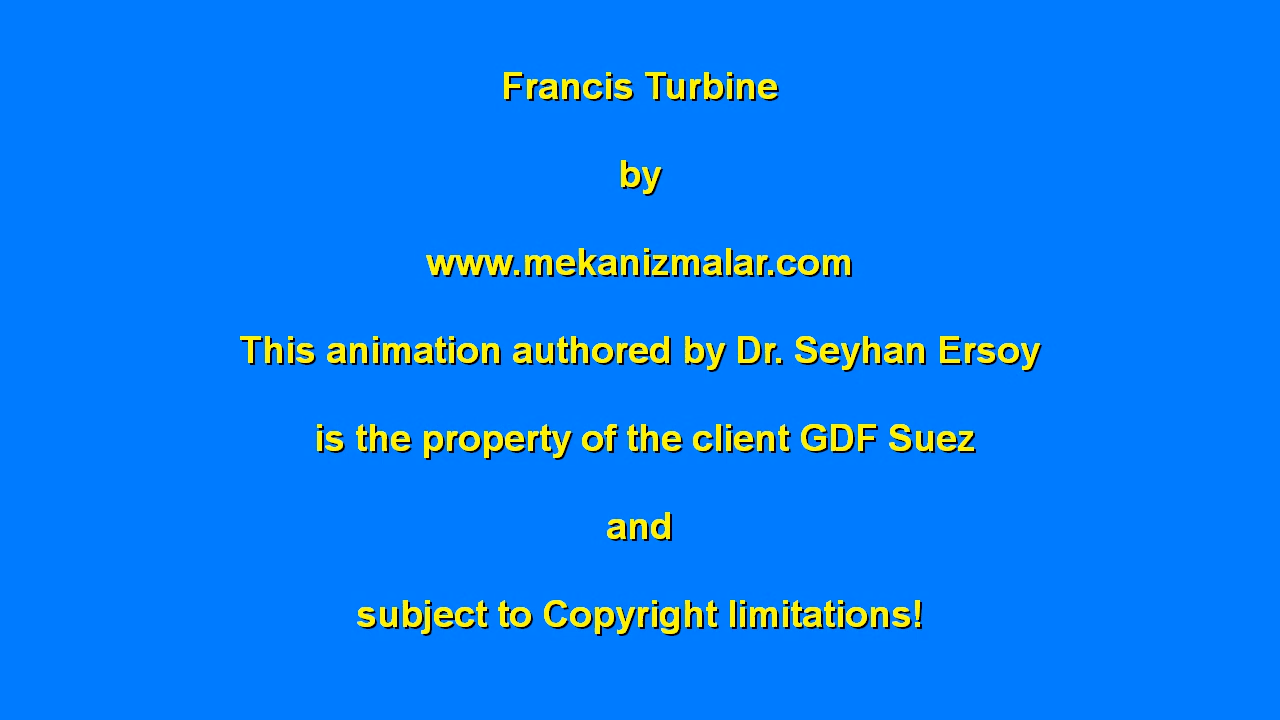 Francis Turbine
by
www.mekanizmalar.com
This animation authored by Dr. Seyhan Ersoy
is the property of the client GDF Suez
and
subject to Copyright limitations!